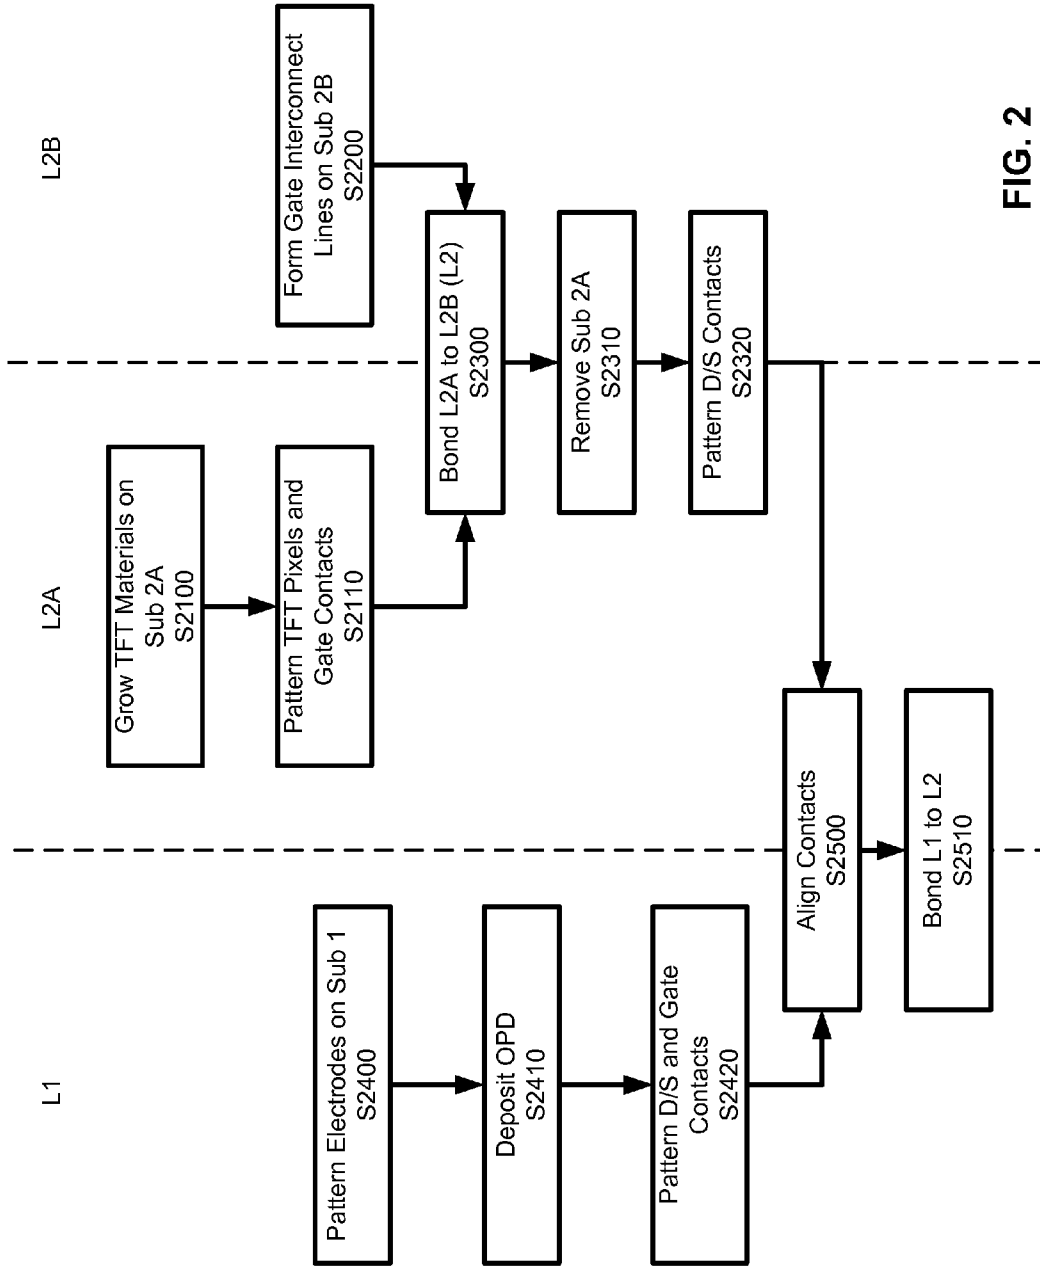 L1
L2A
L2B
Grow TFT Materials on
Sub 2A
S2100
Pattern TFT Pixels and
Gate Contacts
S2110
Form Gate Interconnect
Lines on Sub 2B
S2200
Pattern Electrodes on Sub 1
S2400
Bond L2A to L2B (L2)
S2300
Deposit OPD
S2410
Remove Sub 2A
S2310
Pattern D/S and Gate
Contacts
S2420
Pattern D/S Contacts
S2320
Align Contacts
S2500
Bond L1 to L2
S2510
FIG. 2